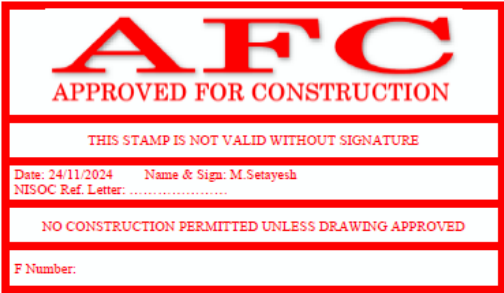 AFC
APPROVED FOR CONSTRUCTION
THIS STAMP IS NOT VALID WITHOUT SIGNATURE
Date: 24/11/2024 Name & Sign: M.Setayesh
NISOC Ref. Letter: …………………
NO CONSTRUCTION PERMITTED UNLESS DRAWING APPROVED
F Number: